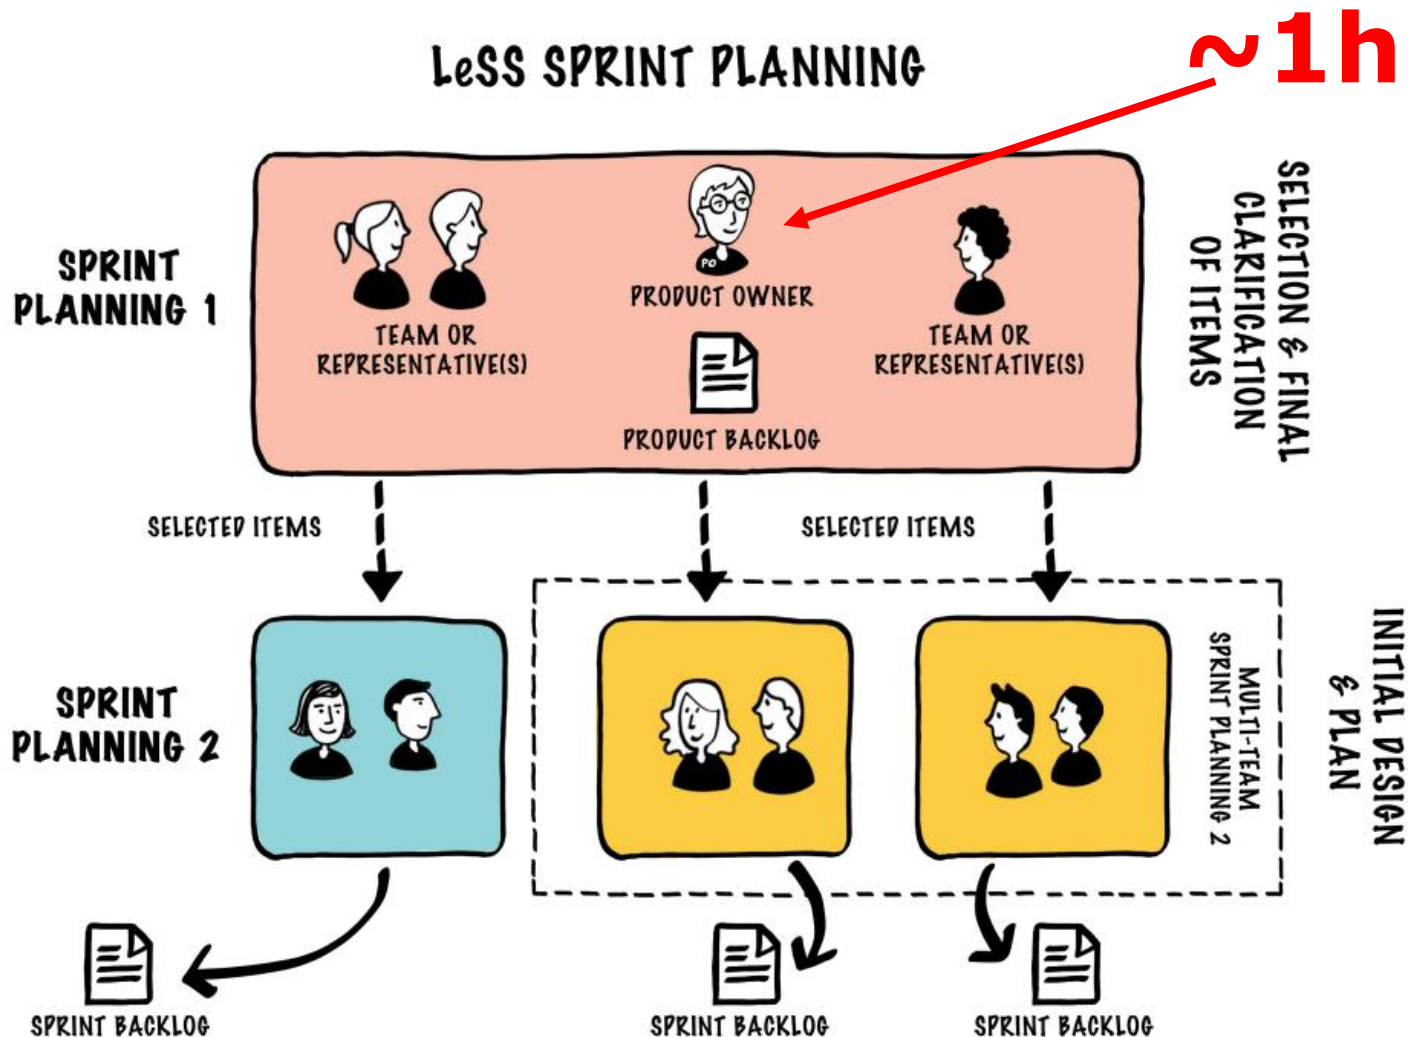 LeSS SPRINT PLANNING
~1h
SPRINT
PLANNING 1
TEAM OR
REPRESENTATIVE(S)
PO
PRODUCT OWNER
PRODUCT BACKLOG
TEAM OR
REPRESENTATIVE(S)
SELECTION & FINAL
CLARIFICATION
OF ITEMS
SELECTED ITEMS
SELECTED ITEMS
SPRINT
PLANNING 2
MULTI-TEAM
SPRINT PLANNING 2
INITIAL DESIGN
& PLAN
SPRINT BACKLOG
SPRINT BACKLOG
SPRINT BACKLOG